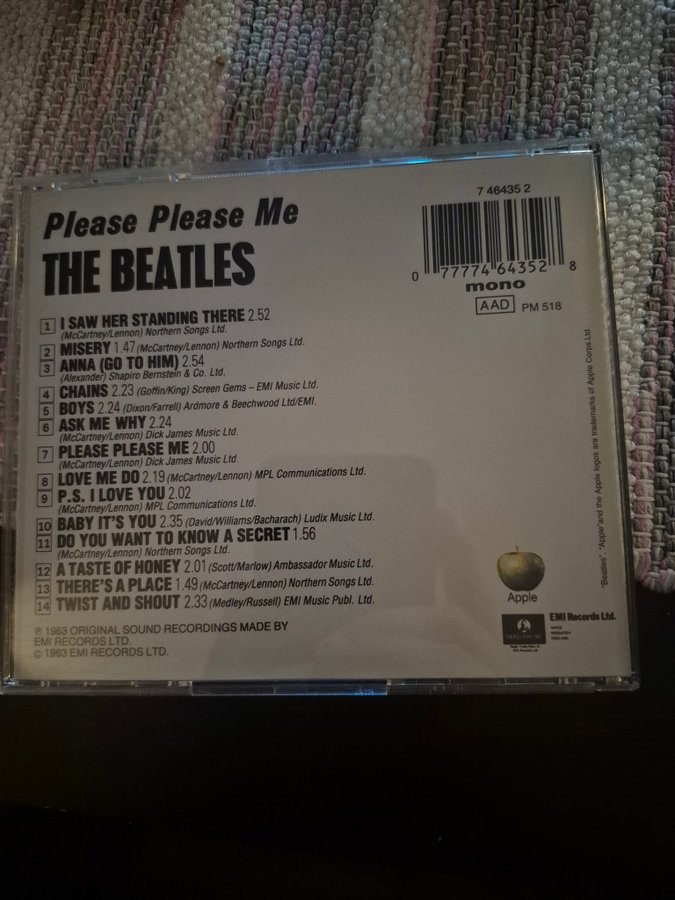 Please Please Me
THE BEATLES
7 46435 2
0 77774 64352 8
mono
AAD PM 518
1 I SAW HER STANDING THERE 2.52
(McCartney/Lennon) Northern Songs Ltd.
2 MISERY 1.47 (McCartney/Lennon) Northern Songs Ltd.
3 ANNA (GO TO HIM) 2.54
(Alexander) Shapiro Bernstein & Co. Ltd.
4 CHAINS 2.23 (Goffin/King) Screen Gems – EMI Music Ltd.
5 BOYS 2.24 (Dixon/Farrell) Ardmore & Beechwood Ltd/EMI.
6 ASK ME WHY 2.24
(McCartney/Lennon) Dick James Music Ltd.
7 PLEASE PLEASE ME 2.00
(McCartney/Lennon) Dick James Music Ltd.
8 LOVE ME DO 2.19 (McCartney/Lennon) MPL Communications Ltd.
9 P.S. I LOVE YOU 2.02
(McCartney/Lennon) MPL Communications Ltd.
10 BABY IT'S YOU 2.35 (David/Williams/Bacharach) Ludix Music Ltd.
11 DO YOU WANT TO KNOW A SECRET 1.56
(McCartney/Lennon) Northern Songs Ltd.
12 A TASTE OF HONEY 2.01 (Scott/Marlow) Ambassador Music Ltd.
13 THERE'S A PLACE 1.49 (McCartney/Lennon) Northern Songs Ltd.
14 TWIST AND SHOUT 2.33 (Medley/Russell) EMI Music Publ. Ltd.
℗ 1963 ORIGINAL SOUND RECORDINGS MADE BY
EMI RECORDS LTD.
© 1963 EMI RECORDS LTD.
Apple
PARLOPHONE
EMI Records Ltd.
HAYES
MIDDLESEX
ENGLAND
"Beatles", "Apple" and the Apple logos are trademarks of Apple Corps Ltd.